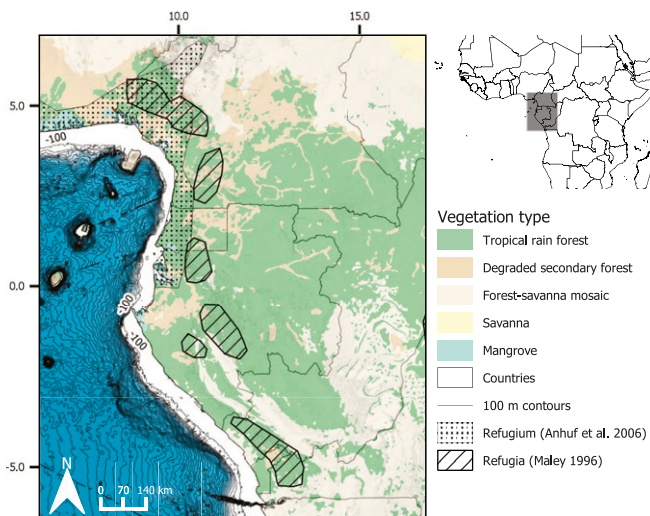 10.0
15.0
5.0
0.0
-5.0
-100
-100
-100
N
0 70 140 km
Vegetation type
Tropical rain forest
Degraded secondary forest
Forest-savanna mosaic
Savanna
Mangrove
Countries
100 m contours
Refugium (Anhuf et al. 2006)
Refugia (Maley 1996)